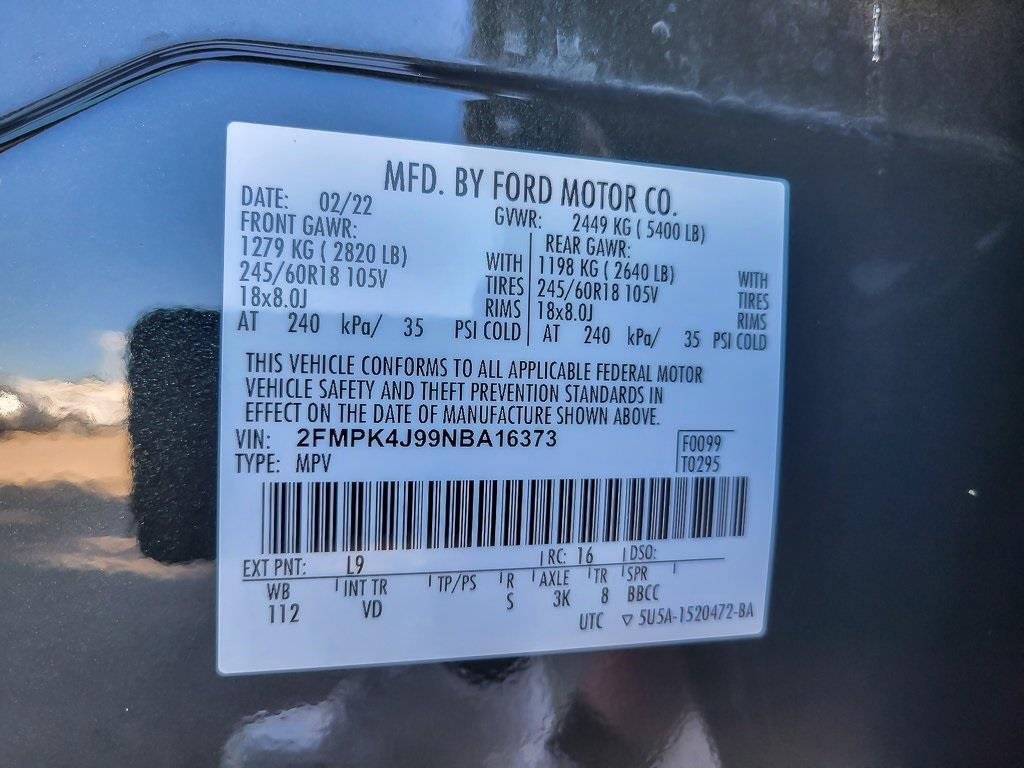 MFD. BY FORD MOTOR CO.
DATE: 02/22 GVWR: 2449 KG ( 5400 LB)
FRONT GAWR: REAR GAWR:
1279 KG ( 2820 LB) WITH 1198 KG ( 2640 LB) WITH
245/60R18 105V TIRES 245/60R18 105V TIRES
18x8.0J RIMS 18x8.0J RIMS
AT 240 kPa/ 35 PSI COLD AT 240 kPa/ 35 PSI COLD
THIS VEHICLE CONFORMS TO ALL APPLICABLE FEDERAL MOTOR
VEHICLE SAFETY AND THEFT PREVENTION STANDARDS IN
EFFECT ON THE DATE OF MANUFACTURE SHOWN ABOVE.
VIN: 2FMPK4J99NBA16373 F0099
TYPE: MPV T0295
EXT PNT: L9 RC: 16 DSO:
WB INT TR TP/PS R AXLE TR SPR
112 VD S 3K 8 BBCC
UTC ▽ 5U5A-1520472-BA